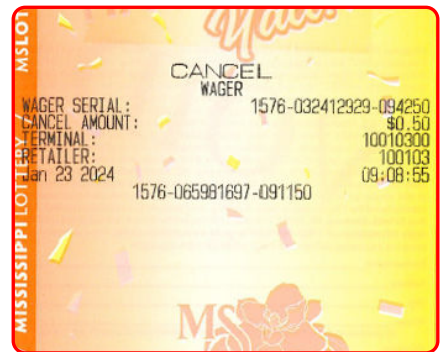 MSLOT
CANCEL
WAGER
WAGER SERIAL: 1576-032412929-094250
CANCEL AMOUNT: $0.50
TERMINAL: 10010300
RETAILER: 100103
Jan 23 2024 09:08:55
1576-065981697-091150
MISSISSIPPI LOTTERY
MS